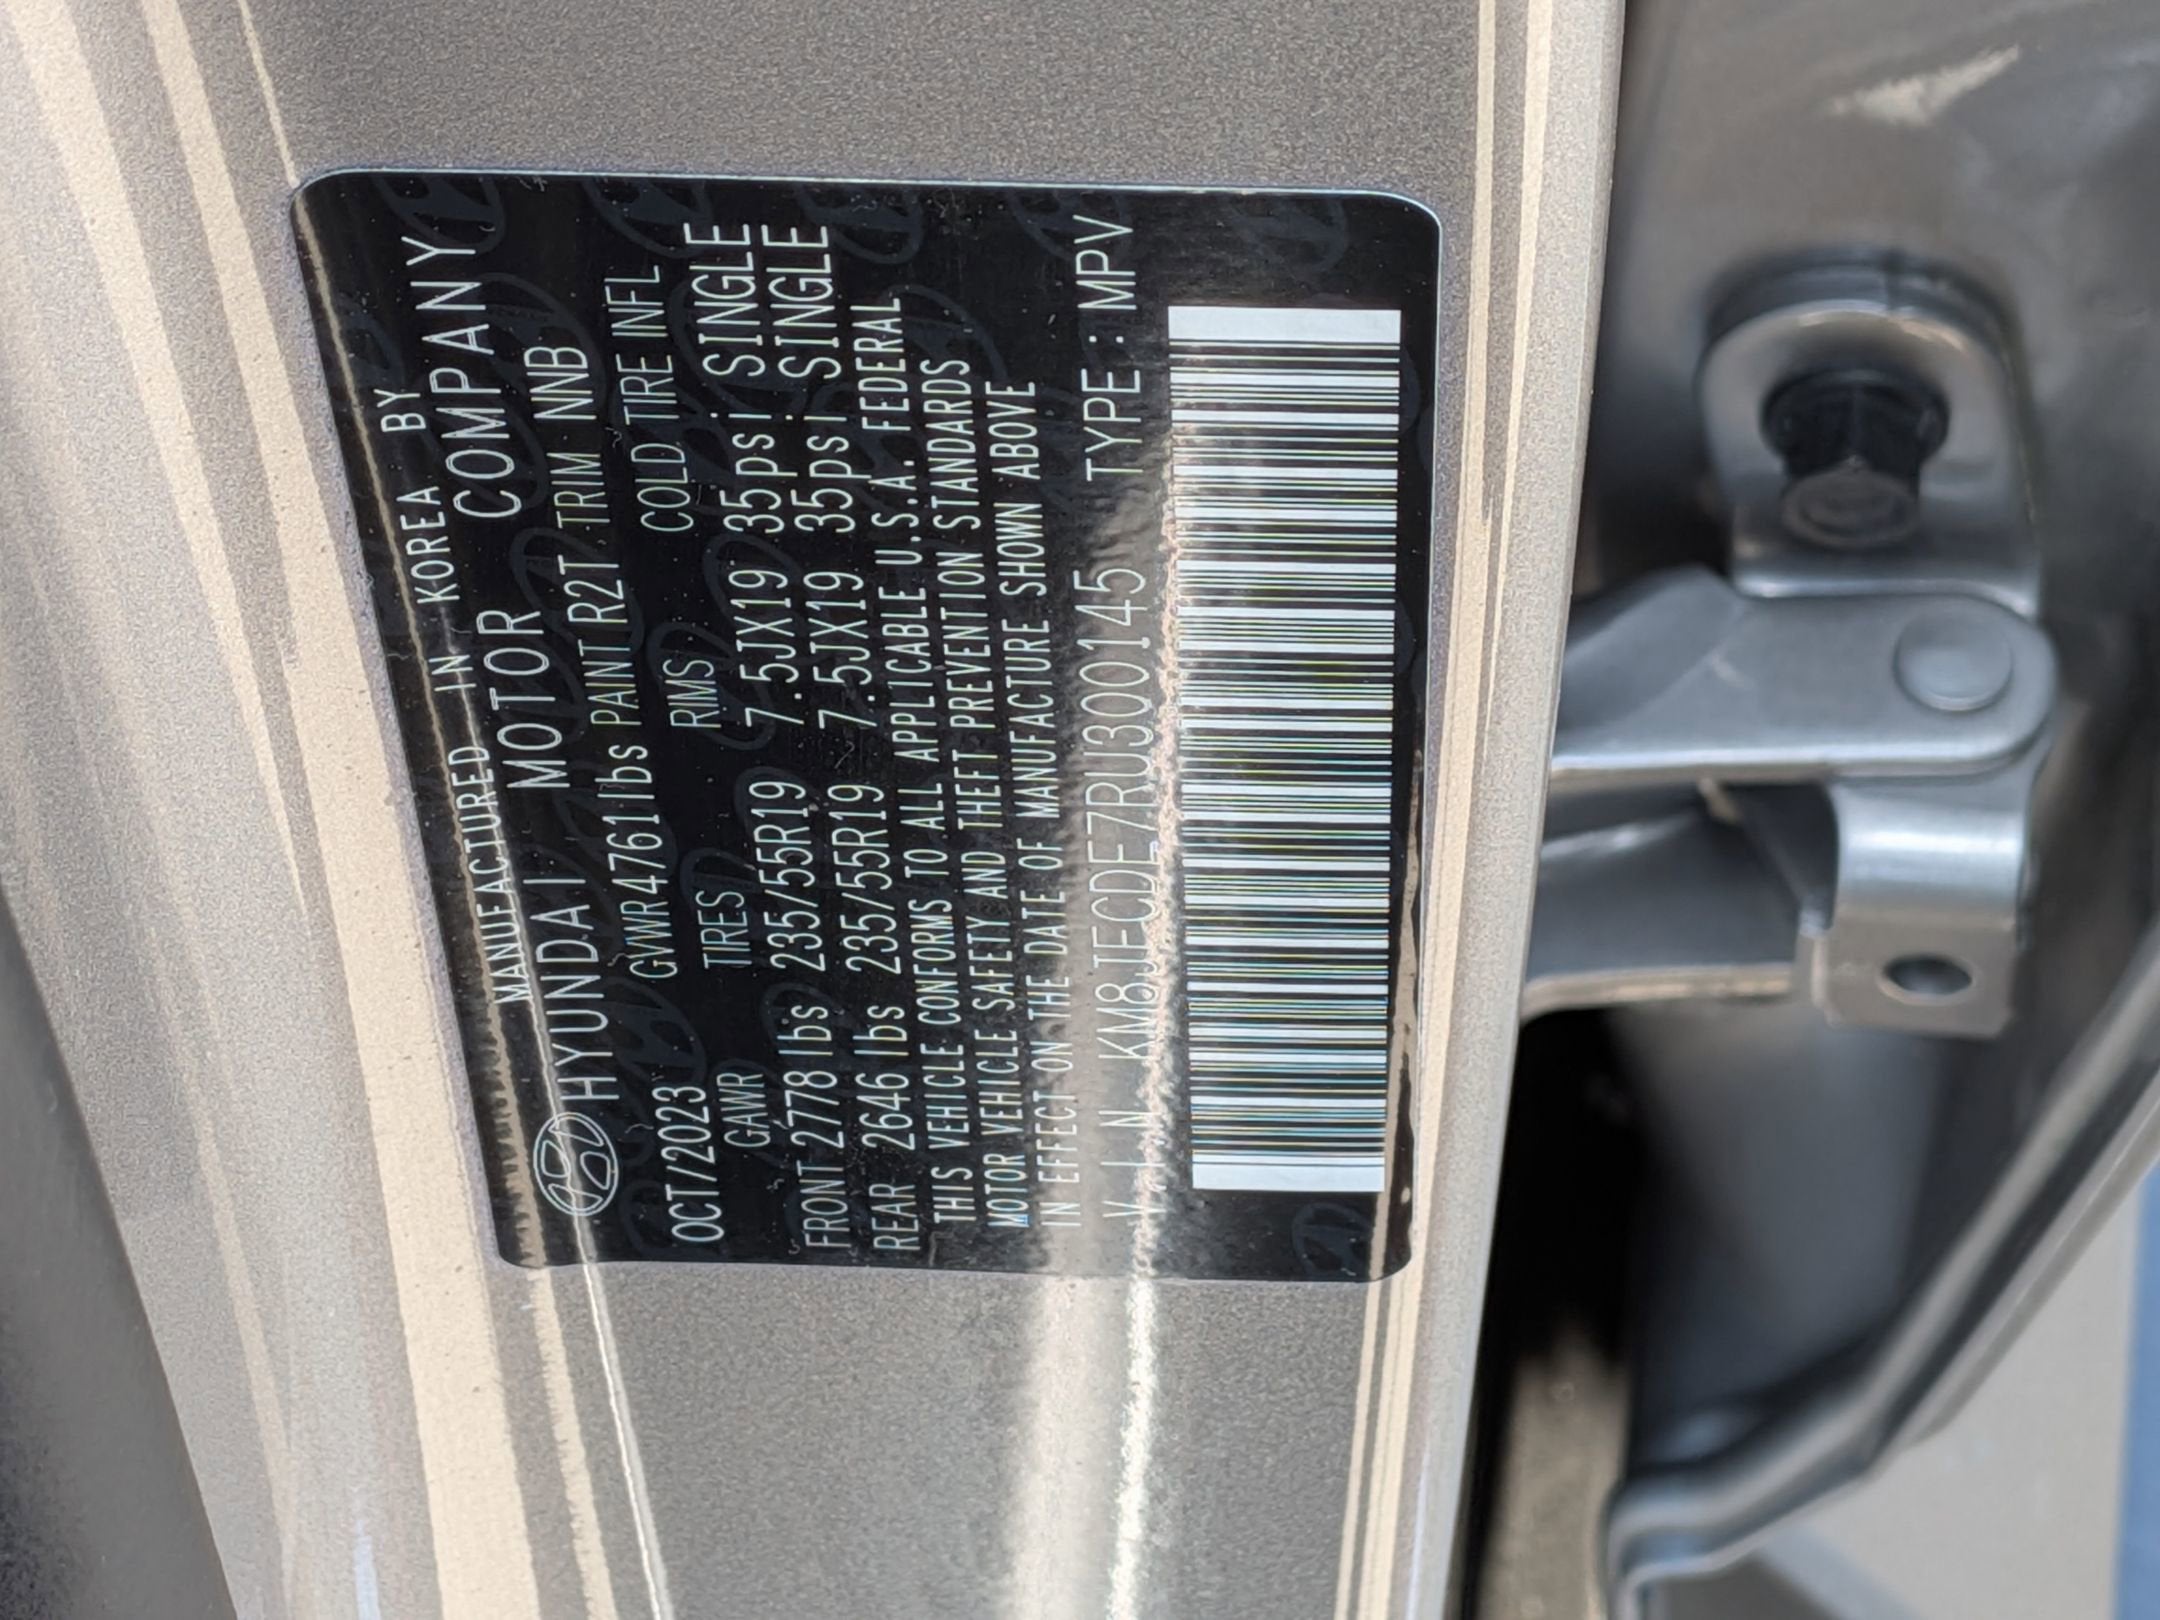 MANUFACTURED IN KOREA BY
HYUNDAI MOTOR COMPANY
OCT/2023 GVWR 4761lbs PAINT R2T TRIM NNB
GAWR TIRES RIMS COLD TIRE INFL
FRONT 2778 lbs 235/55R19 7.5JX19 35psi SINGLE
REAR 2646 lbs 235/55R19 7.5JX19 35psi SINGLE
THIS VEHICLE CONFORMS TO ALL APPLICABLE U.S.A. FEDERAL
MOTOR VEHICLE SAFETY AND THEFT PREVENTION STANDARDS
IN EFFECT ON THE DATE OF MANUFACTURE SHOWN ABOVE
V.I.N KM8JECDE7RU300145 TYPE : MPV